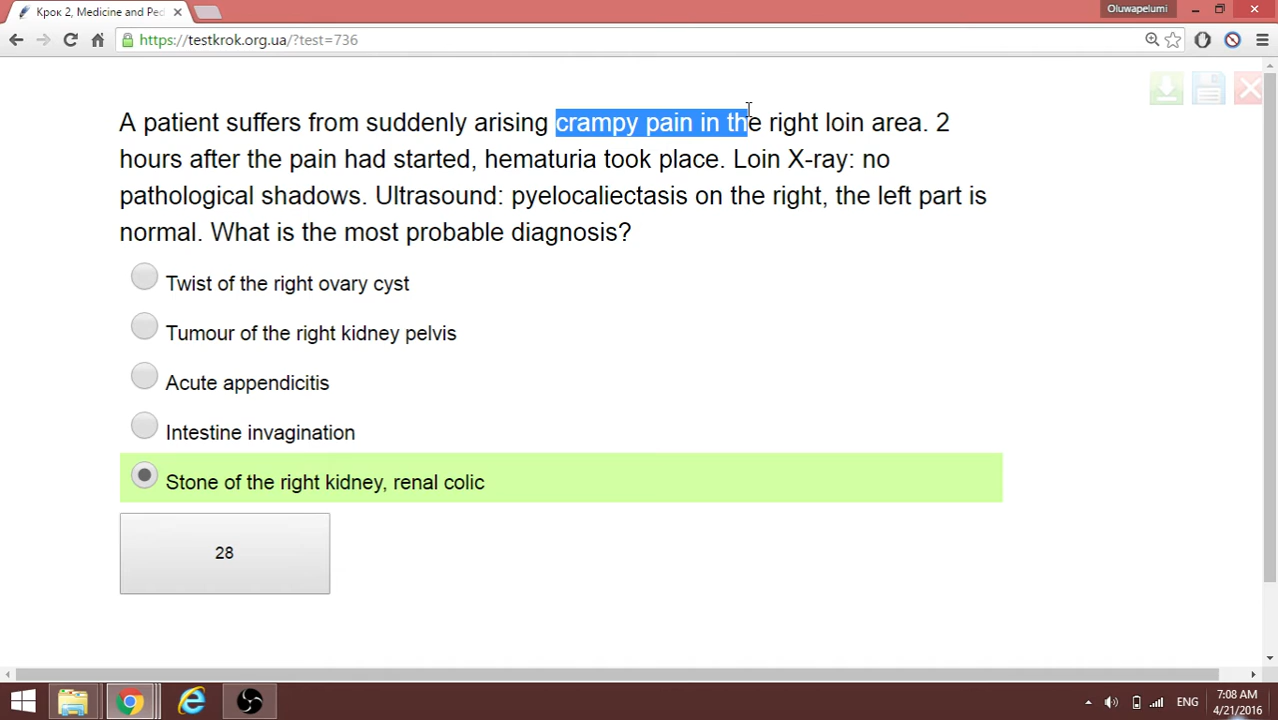 Крок 2, Medicine and Pec
Oluwapelumi
https://testkrok.org.ua/?test=736
A patient suffers from suddenly arising crampy pain in the right loin area. 2
hours after the pain had started, hematuria took place. Loin X-ray: no
pathological shadows. Ultrasound: pyelocaliectasis on the right, the left part is
normal. What is the most probable diagnosis?
Twist of the right ovary cyst
Tumour of the right kidney pelvis
Acute appendicitis
Intestine invagination
Stone of the right kidney, renal colic
28
ENG
7:08 AM
4/21/2016